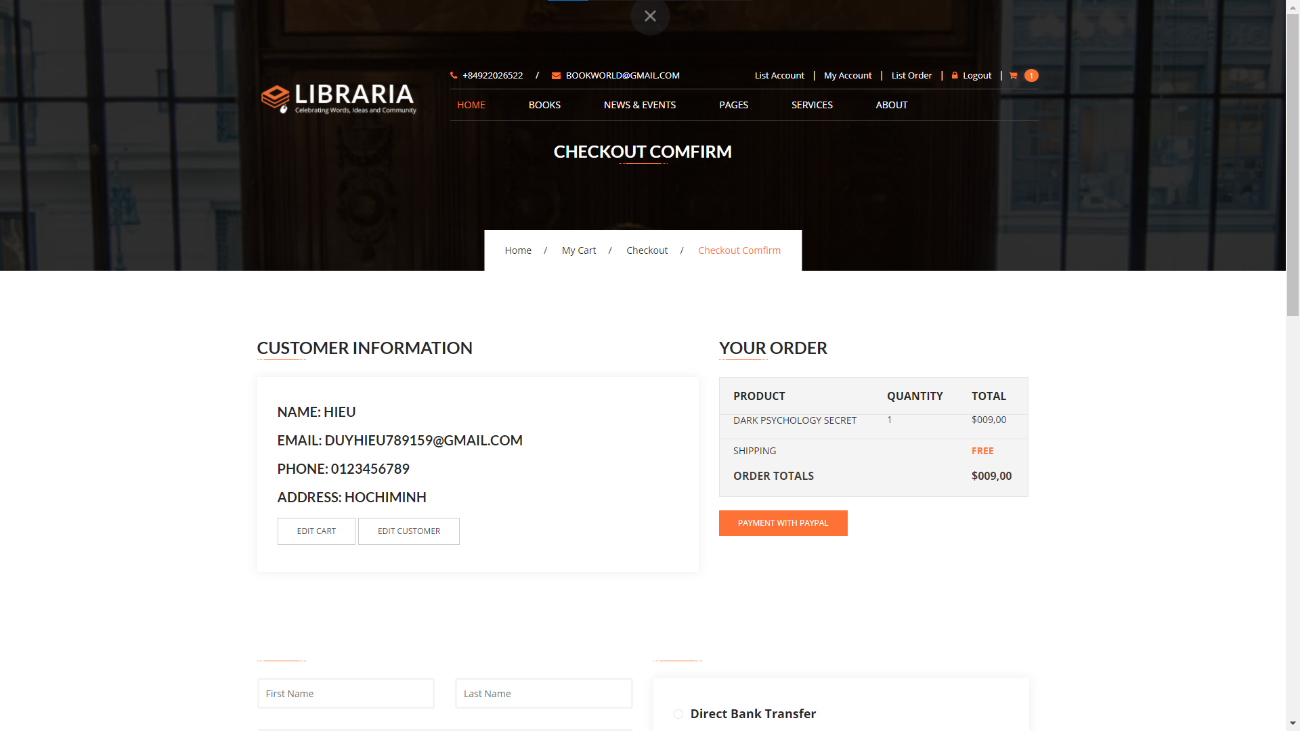 +84922026522 / BOOKWORLD@GMAIL.COM List Account | My Account | List Order | Logout | 1
LIBRARIA
Celebrating Words, Ideas and Community
HOME BOOKS NEWS & EVENTS PAGES SERVICES ABOUT
CHECKOUT COMFIRM
Home / My Cart / Checkout / Checkout Comfirm
CUSTOMER INFORMATION
NAME: HIEU
EMAIL: DUYHIEU789159@GMAIL.COM
PHONE: 0123456789
ADDRESS: HOCHIMINH
EDIT CART EDIT CUSTOMER
YOUR ORDER
PRODUCT QUANTITY TOTAL
DARK PSYCHOLOGY SECRET 1 $009,00
SHIPPING FREE
ORDER TOTALS $009,00
PAYMENT WITH PAYPAL
First Name Last Name
Direct Bank Transfer